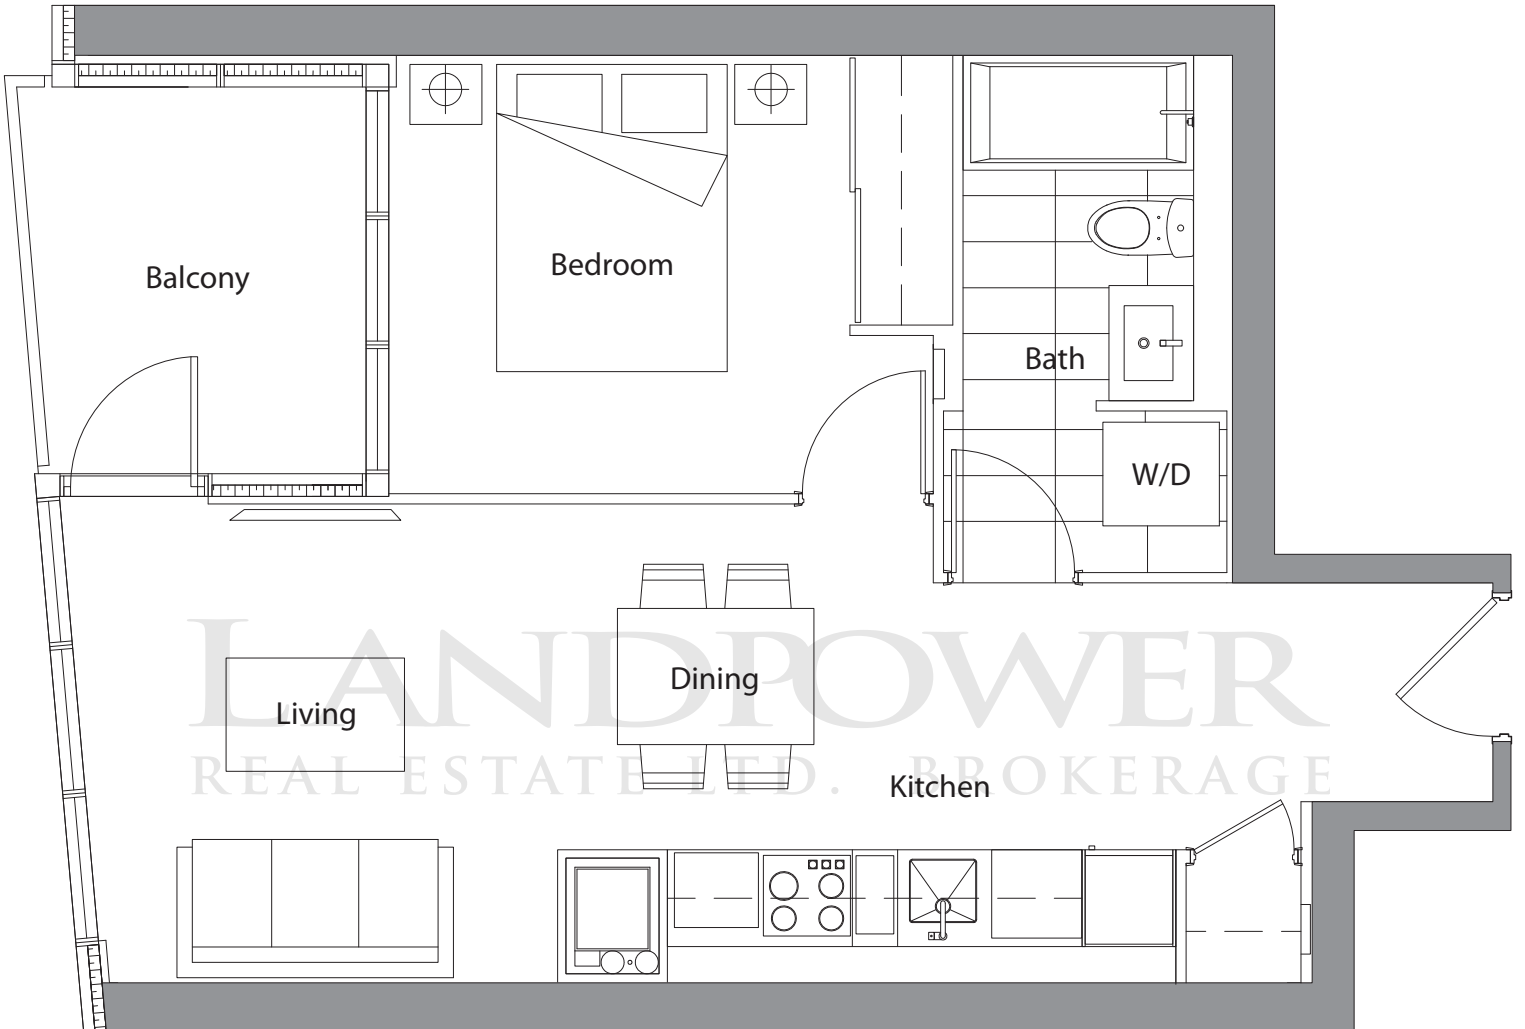 Balcony
Bedroom
Bath
W/D
Dining
Living
LANDPOWER
REAL ESTATE LTD. BROKERAGE
Kitchen